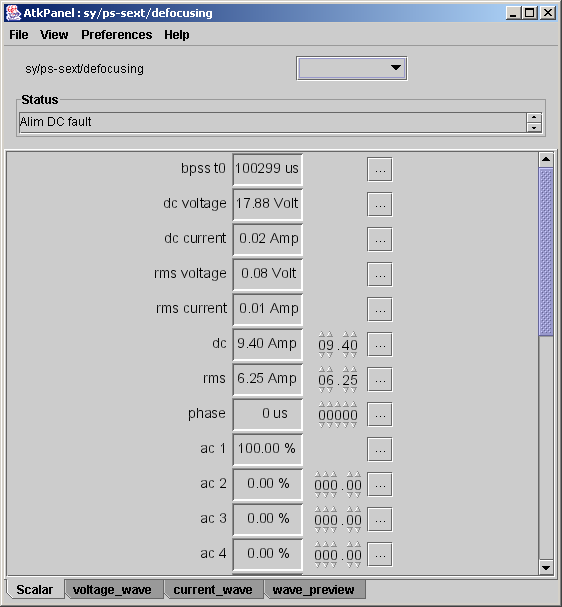 AtkPanel : sy/ps-sext/defocusing
File View Preferences Help
sy/ps-sext/defocusing
Status
Alim DC fault
bpss t0 100299 us ...
dc voltage 17.88 Volt ...
dc current 0.02 Amp ...
rms voltage 0.08 Volt ...
rms current 0.01 Amp ...
dc 9.40 Amp 09.40 ...
rms 6.25 Amp 06.25 ...
phase 0 us 00000 ...
ac 1 100.00 % ...
ac 2 0.00 % 000.00 ...
ac 3 0.00 % 000.00 ...
ac 4 0.00 % 000.00 ...
Scalar voltage_wave current_wave wave_preview